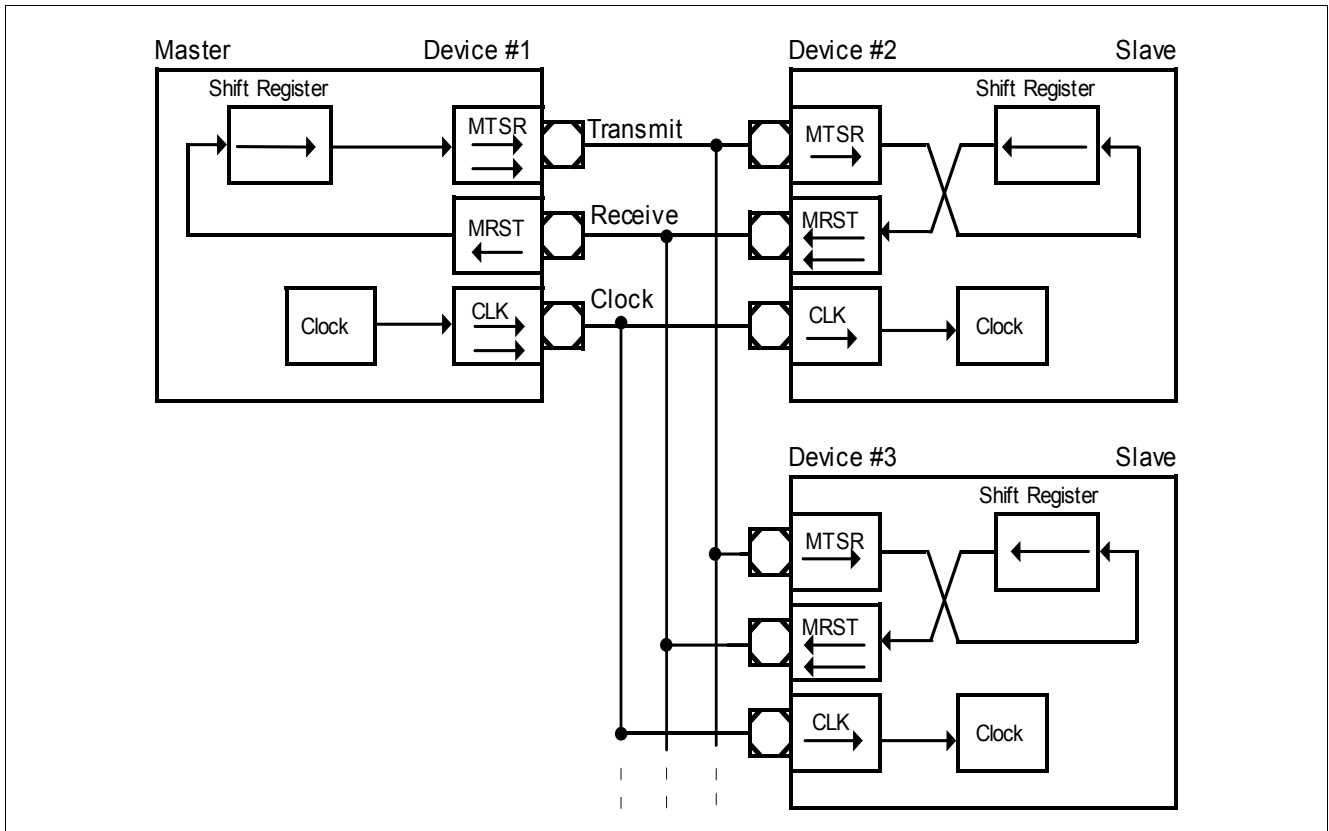 Master Device #1
Shift Register
MTSR
Transmit
MRST
Receive
Clock
CLK
Clock
Device #2 Slave
Shift Register
MTSR
MRST
CLK
Clock
Device #3 Slave
Shift Register
MTSR
MRST
CLK
Clock